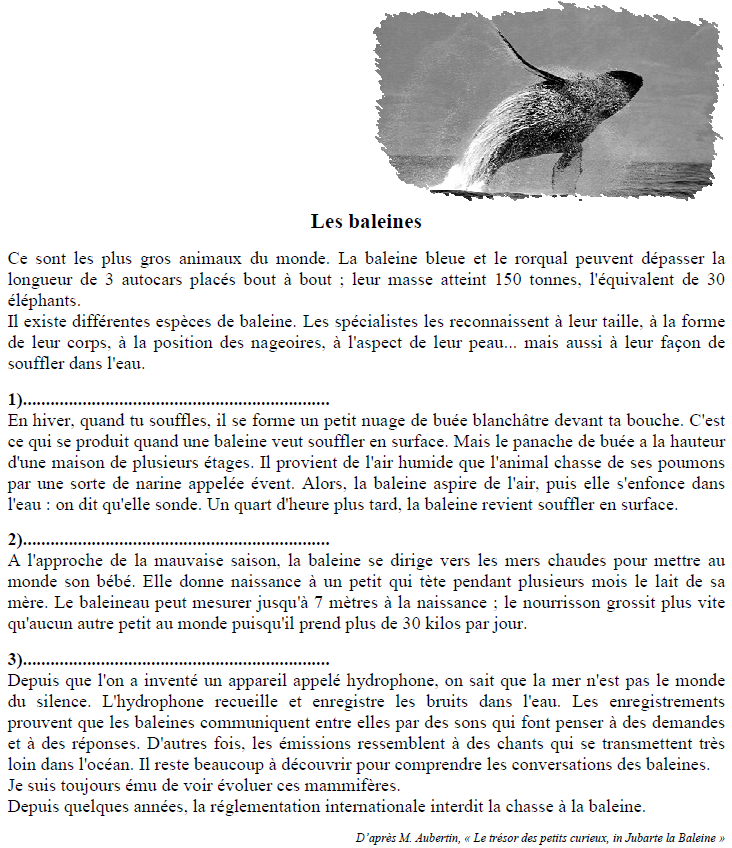 Les baleines
Ce sont les plus gros animaux du monde. La baleine bleue et le rorqual peuvent dépasser la
longueur de 3 autocars placés bout à bout ; leur masse atteint 150 tonnes, l'équivalent de 30
éléphants.
Il existe différentes espèces de baleine. Les spécialistes les reconnaissent à leur taille, à la forme
de leur corps, à la position des nageoires, à l'aspect de leur peau... mais aussi à leur façon de
souffler dans l'eau.
1)....................................................................
En hiver, quand tu souffles, il se forme un petit nuage de buée blanchâtre devant ta bouche. C'est
ce qui se produit quand une baleine veut souffler en surface. Mais le panache de buée a la hauteur
d'une maison de plusieurs étages. Il provient de l'air humide que l'animal chasse de ses poumons
par une sorte de narine appelée évent. Alors, la baleine aspire de l'air, puis elle s'enfonce dans
l'eau : on dit qu'elle sonde. Un quart d'heure plus tard, la baleine revient souffler en surface.
2)....................................................................
A l'approche de la mauvaise saison, la baleine se dirige vers les mers chaudes pour mettre au
monde son bébé. Elle donne naissance à un petit qui tète pendant plusieurs mois le lait de sa
mère. Le baleineau peut mesurer jusqu'à 7 mètres à la naissance ; le nourrisson grossit plus vite
qu'aucun autre petit au monde puisqu'il prend plus de 30 kilos par jour.
3)....................................................................
Depuis que l'on a inventé un appareil appelé hydrophone, on sait que la mer n'est pas le monde
du silence. L'hydrophone recueille et enregistre les bruits dans l'eau. Les enregistrements
prouvent que les baleines communiquent entre elles par des sons qui font penser à des demandes
et à des réponses. D'autres fois, les émissions ressemblent à des chants qui se transmettent très
loin dans l'océan. Il reste beaucoup à découvrir pour comprendre les conversations des baleines.
Je suis toujours ému de voir évoluer ces mammifères.
Depuis quelques années, la réglementation internationale interdit la chasse à la baleine.
D'après M. Aubertin, « Le trésor des petits curieux, in Jubarte la Baleine »